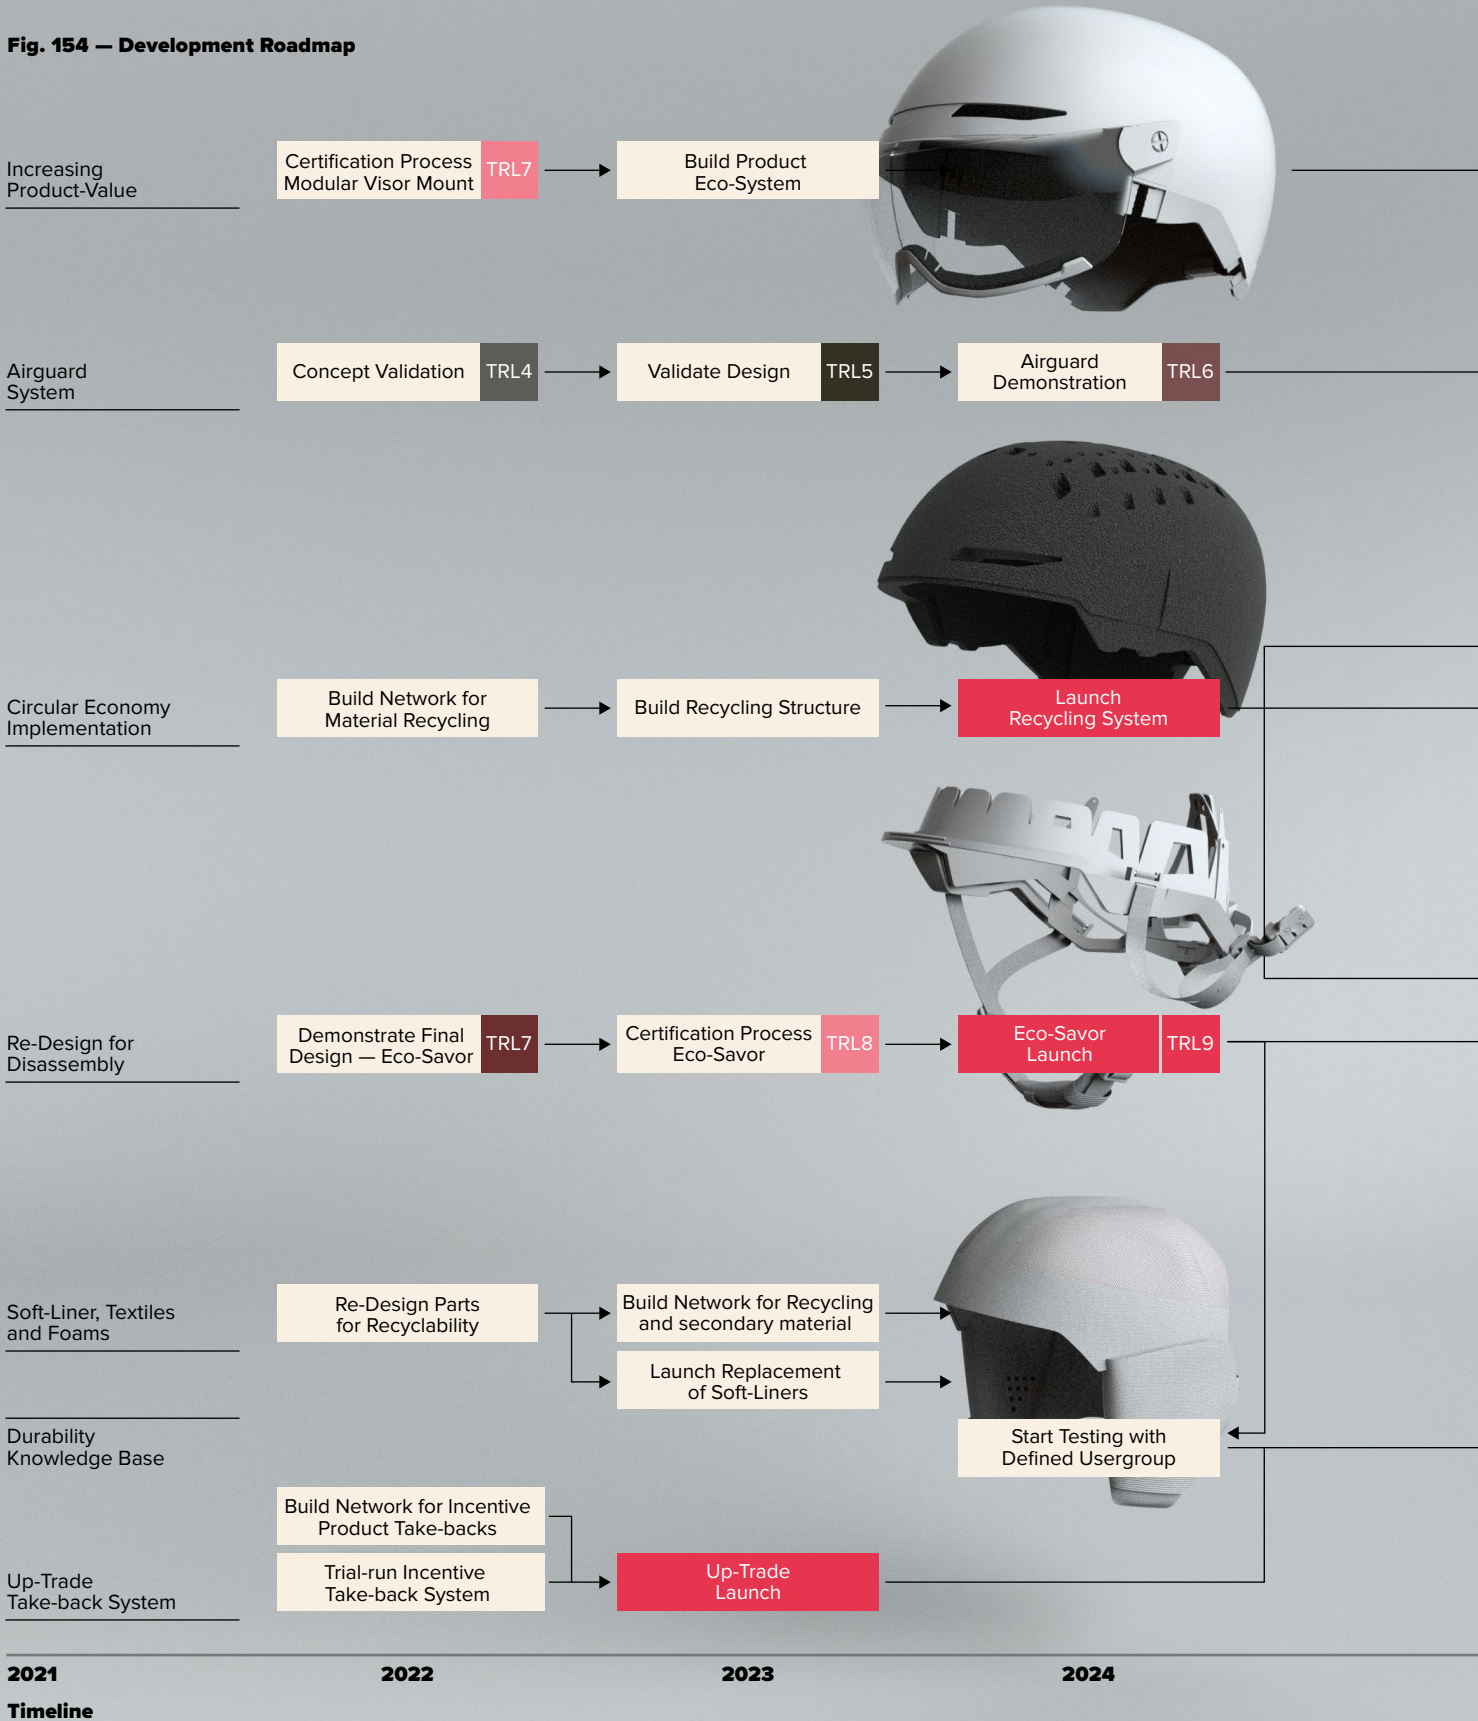 Fig. 154 — Development Roadmap
Increasing
Product-Value
Certification Process
Modular Visor Mount
TRL7
Build Product
Eco-System
Airguard
System
Concept Validation
TRL4
Validate Design
TRL5
Airguard
Demonstration
TRL6
Circular Economy
Implementation
Build Network for
Material Recycling
Build Recycling Structure
Launch
Recycling System
Re-Design for
Disassembly
Demonstrate Final
Design — Eco-Savor
TRL7
Certification Process
Eco-Savor
TRL8
Eco-Savor
Launch
TRL9
Soft-Liner, Textiles
and Foams
Re-Design Parts
for Recyclability
Build Network for Recycling
and secondary material
Launch Replacement
of Soft-Liners
Durability
Knowledge Base
Start Testing with
Defined Usergroup
Build Network for Incentive
Product Take-backs
Up-Trade
Take-back System
Trial-run Incentive
Take-back System
Up-Trade
Launch
2021
2022
2023
2024
Timeline